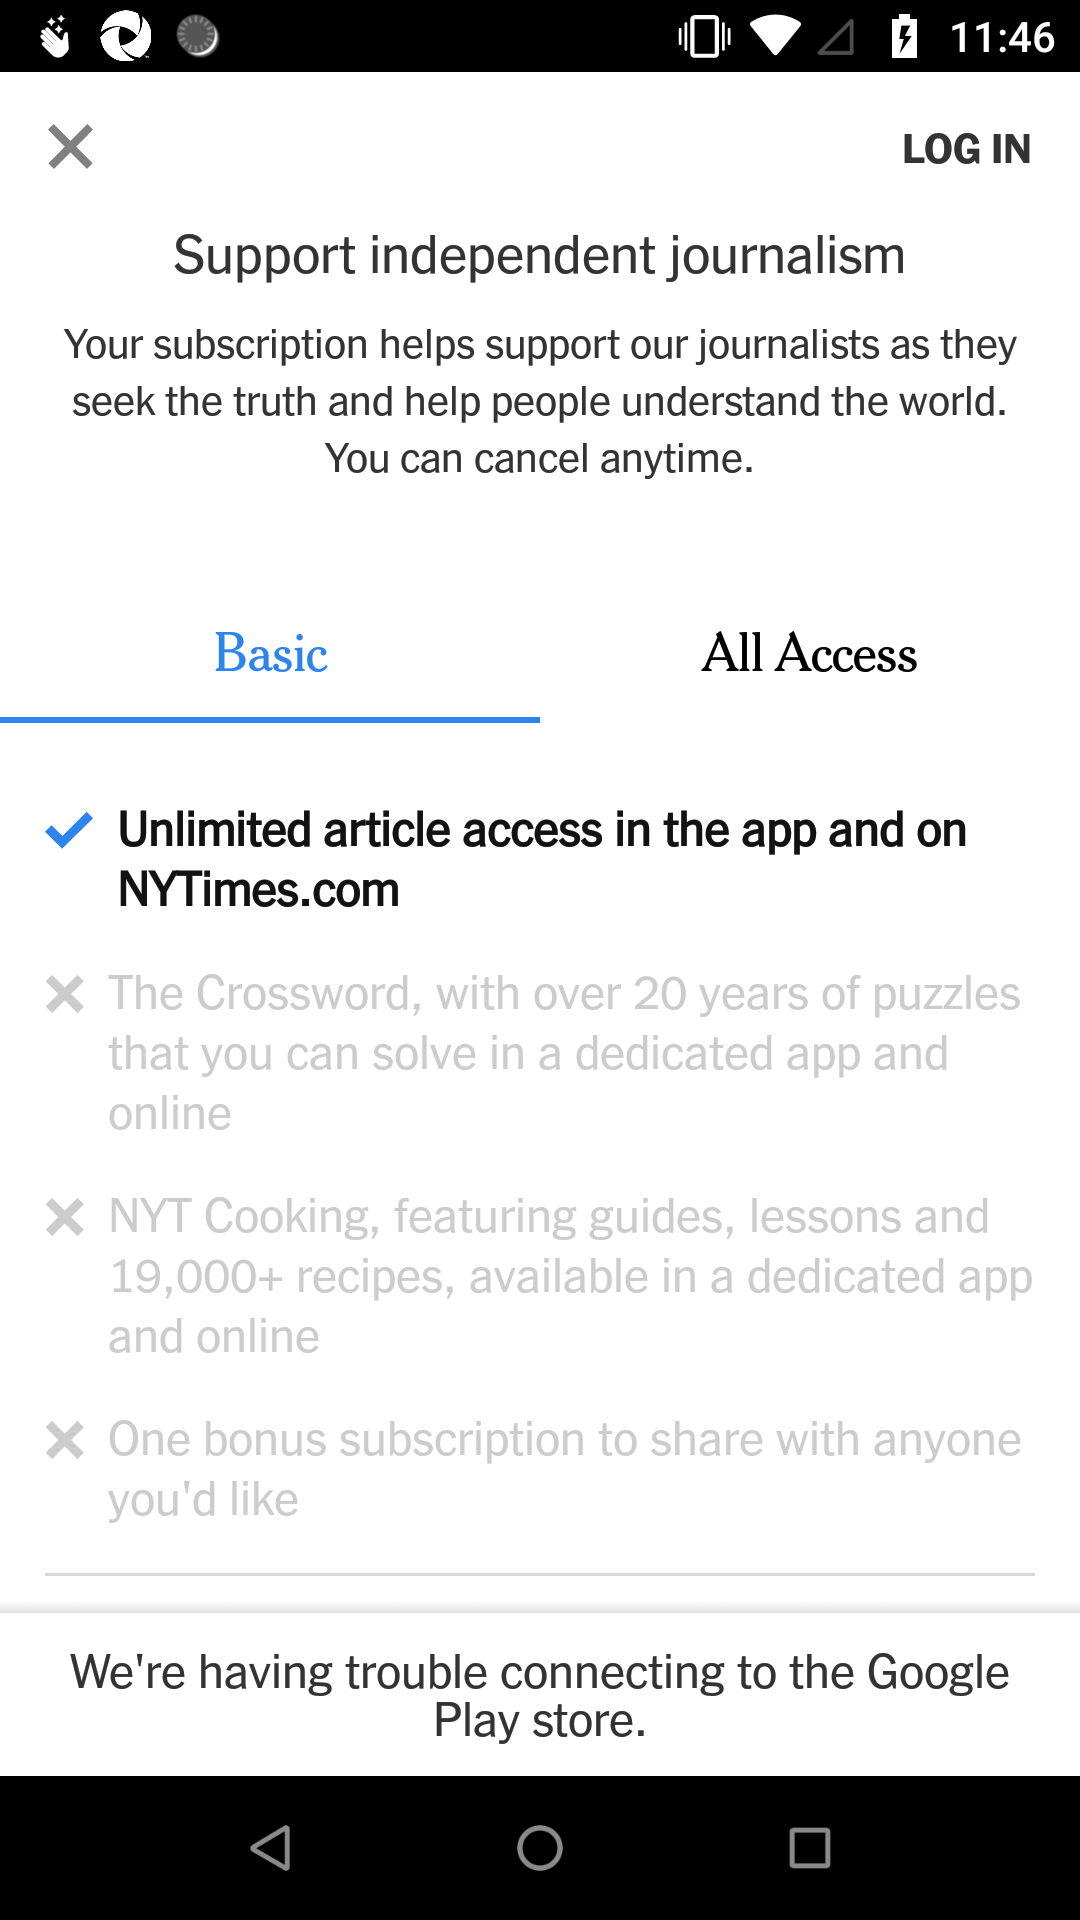 11:46
LOG IN
Support independent journalism
Your subscription helps support our journalists as they
seek the truth and help people understand the world.
You can cancel anytime.
Basic
All Access
Unlimited article access in the app and on
NYTimes.com
The Crossword, with over 20 years of puzzles
that you can solve in a dedicated app and
online
NYT Cooking, featuring guides, lessons and
19,000+ recipes, available in a dedicated app
and online
One bonus subscription to share with anyone
you'd like
We're having trouble connecting to the Google
Play store.